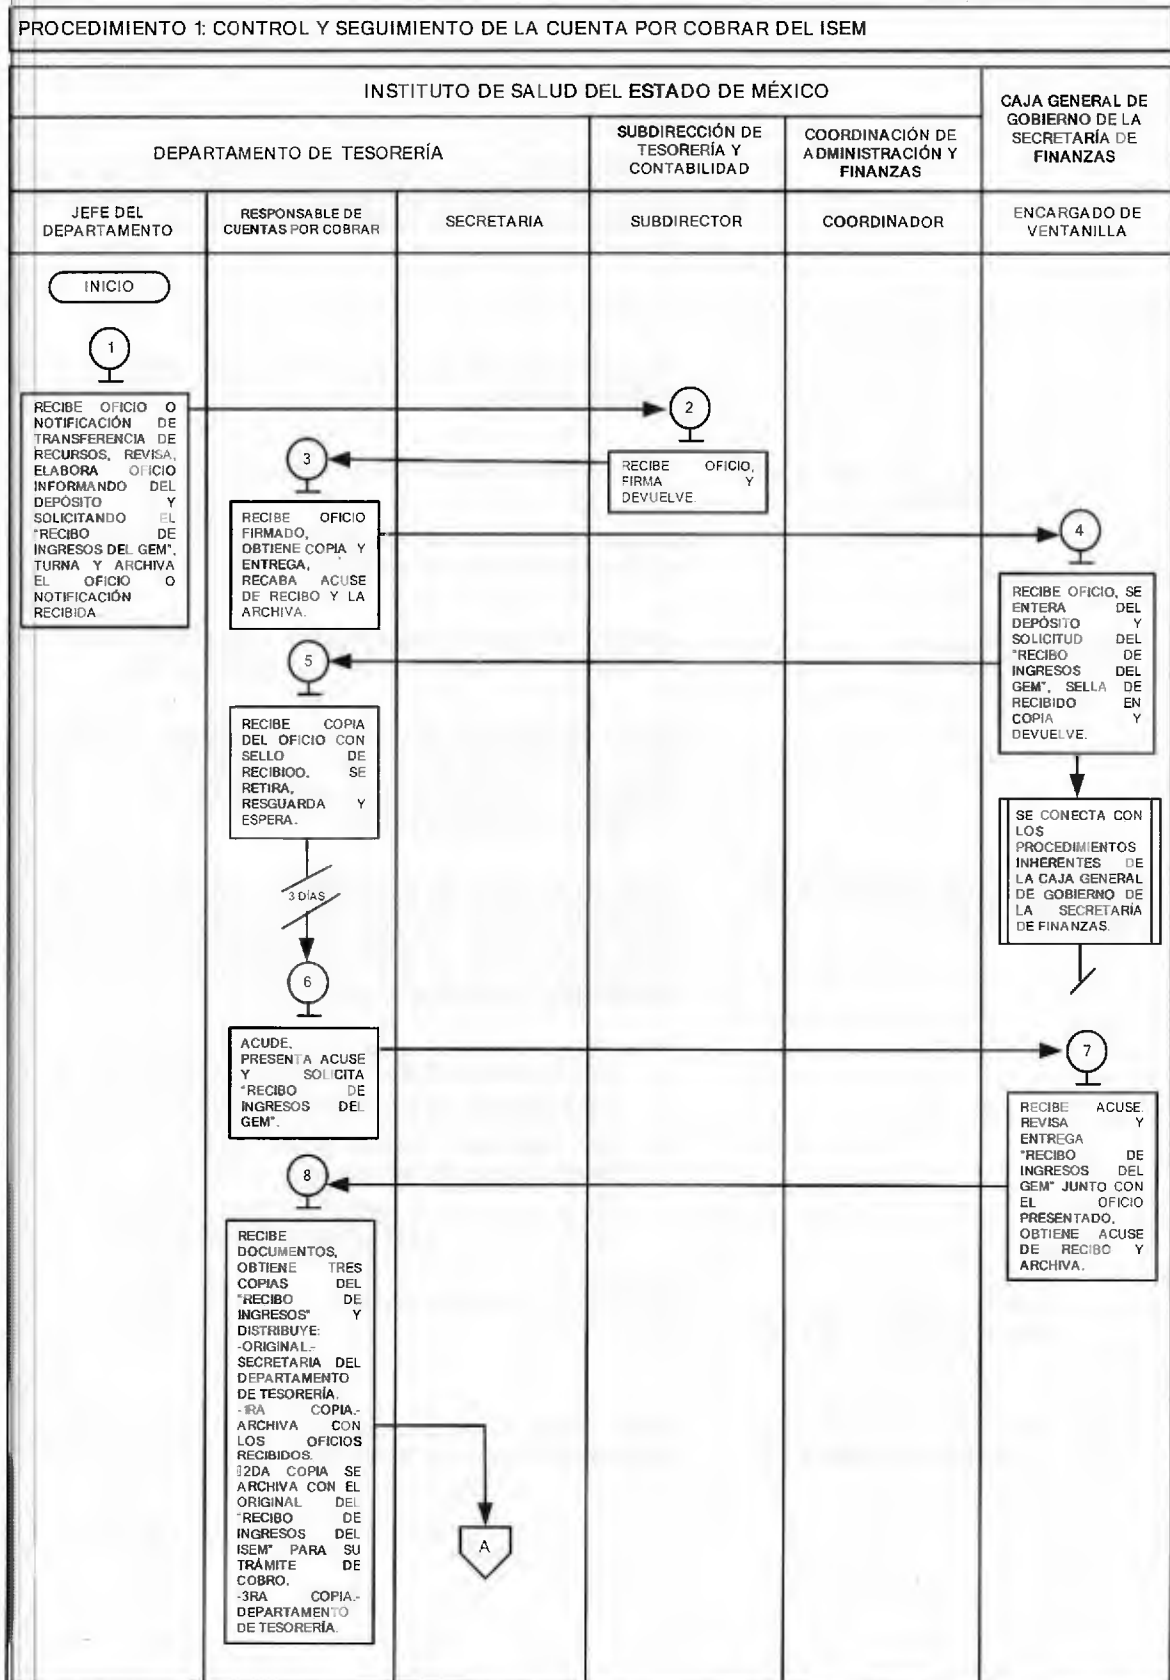 PROCEDIMIENTO 1: CONTROL Y SEGUIMIENTO DE LA CUENTA POR COBRAR DEL ISEM
INSTITUTO DE SALUD DEL ESTADO DE MÉXICO
CAJA GENERAL DE
GOBIERNO DE LA
SECRETARÍA DE
FINANZAS
DEPARTAMENTO DE TESORERÍA
SUBDIRECCIÓN DE
TESORERÍA Y
CONTABILIDAD
COORDINACIÓN DE
ADMINISTRACIÓN Y
FINANZAS
JEFE DEL
DEPARTAMENTO
RESPONSABLE DE
CUENTAS POR COBRAR
SECRETARIA
SUBDIRECTOR
COORDINADOR
ENCARGADO DE
VENTANILLA
INICIO
1
RECIBE OFICIO O
NOTIFICACIÓN DE
TRANSFERENCIA DE
RECURSOS, REVISA,
ELABORA OFICIO
INFORMANDO DEL
DEPÓSITO Y
SOLICITANDO EL
"RECIBO DE
INGRESOS DEL GEM",
TURNA Y ARCHIVA
EL OFICIO O
NOTIFICACIÓN
RECIBIDA.
2
RECIBE OFICIO,
FIRMA Y
DEVUELVE.
3
RECIBE OFICIO
FIRMADO,
OBTIENE COPIA Y
ENTREGA,
RECABA ACUSE
DE RECIBO Y LA
ARCHIVA.
4
RECIBE OFICIO, SE
ENTERA DEL
DEPÓSITO Y
SOLICITUD DEL
"RECIBO DE
INGRESOS DEL
GEM", SELLA DE
RECIBIDO EN
COPIA Y
DEVUELVE.
5
RECIBE COPIA
DEL OFICIO CON
SELLO DE
RECIBIOO, SE
RETIRA,
RESGUARDA Y
ESPERA.
SE CONECTA CON
LOS
PROCEDIMIENTOS
INHERENTES DE
LA CAJA GENERAL
DE GOBIERNO DE
LA SECRETARÍA
DE FINANZAS.
3 DÍAS
6
ACUDE,
PRESENTA ACUSE
Y SOLICITA
"RECIBO DE
INGRESOS DEL
GEM".
7
RECIBE ACUSE.
REVISA Y
ENTREGA
"RECIBO DE
INGRESOS DEL
GEM" JUNTO CON
EL OFICIO
PRESENTADO,
OBTIENE ACUSE
DE RECIBO Y
ARCHIVA.
8
RECIBE
DOCUMENTOS,
OBTIENE TRES
COPIAS DEL
"RECIBO DE
INGRESOS" Y
DISTRIBUYE:
-ORIGINAL.-
SECRETARIA DEL
DEPARTAMENTO
DE TESORERÍA.
-1RA COPIA.-
ARCHIVA CON
LOS OFICIOS
RECIBIDOS.
2DA COPIA SE
ARCHIVA CON EL
ORIGINAL DEL
"RECIBO DE
INGRESOS DEL
ISEM" PARA SU
TRÁMITE DE
COBRO.
-3RA COPIA.-
DEPARTAMENTO
DE TESORERÍA.
A